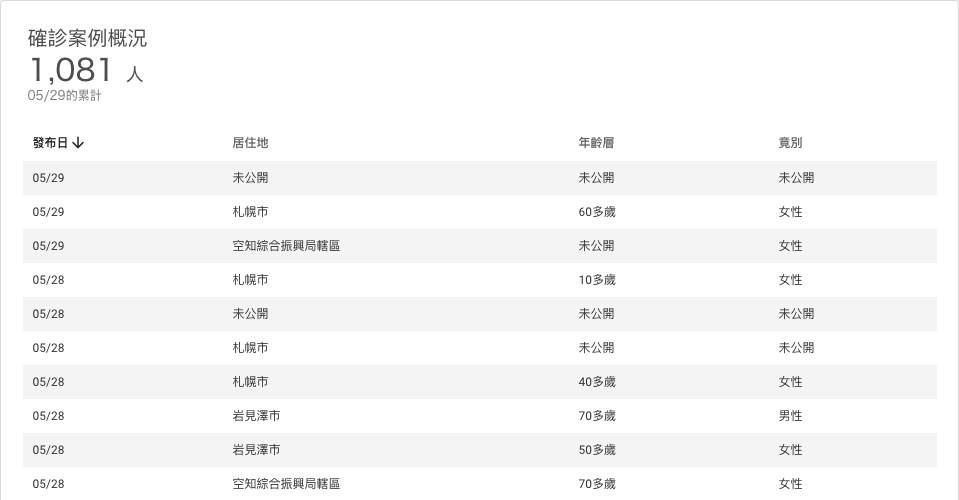 確診案例概況
1,081 人
05/29的累計
發布日↓ 居住地 年齡層 竟別
05/29 未公開 未公開 未公開
05/29 札幌市 60多歲 女性
05/29 空知綜合振興局轄區 未公開 女性
05/28 札幌市 10多歲 女性
05/28 未公開 未公開 未公開
05/28 札幌市 未公開 未公開
05/28 札幌市 40多歲 女性
05/28 岩見澤市 70多歲 男性
05/28 岩見澤市 50多歲 女性
05/28 空知綜合振興局轄區 70多歲 女性